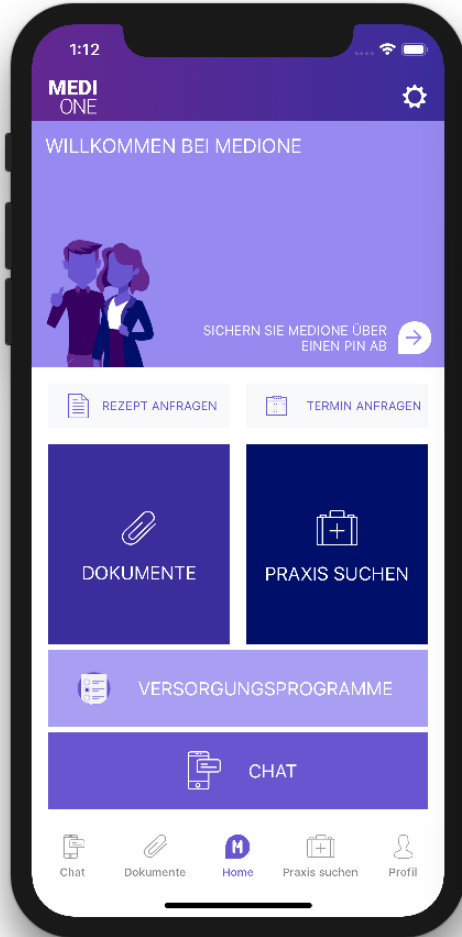 1:12
MEDI
ONE
WILLKOMMEN BEI MEDIONE
SICHERN SIE MEDIONE ÜBER
EINEN PIN AB
REZEPT ANFRAGEN
TERMIN ANFRAGEN
DOKUMENTE
PRAXIS SUCHEN
VERSORGUNGSPROGRAMME
CHAT
M
Chat Dokumente Home Praxis suchen Profil